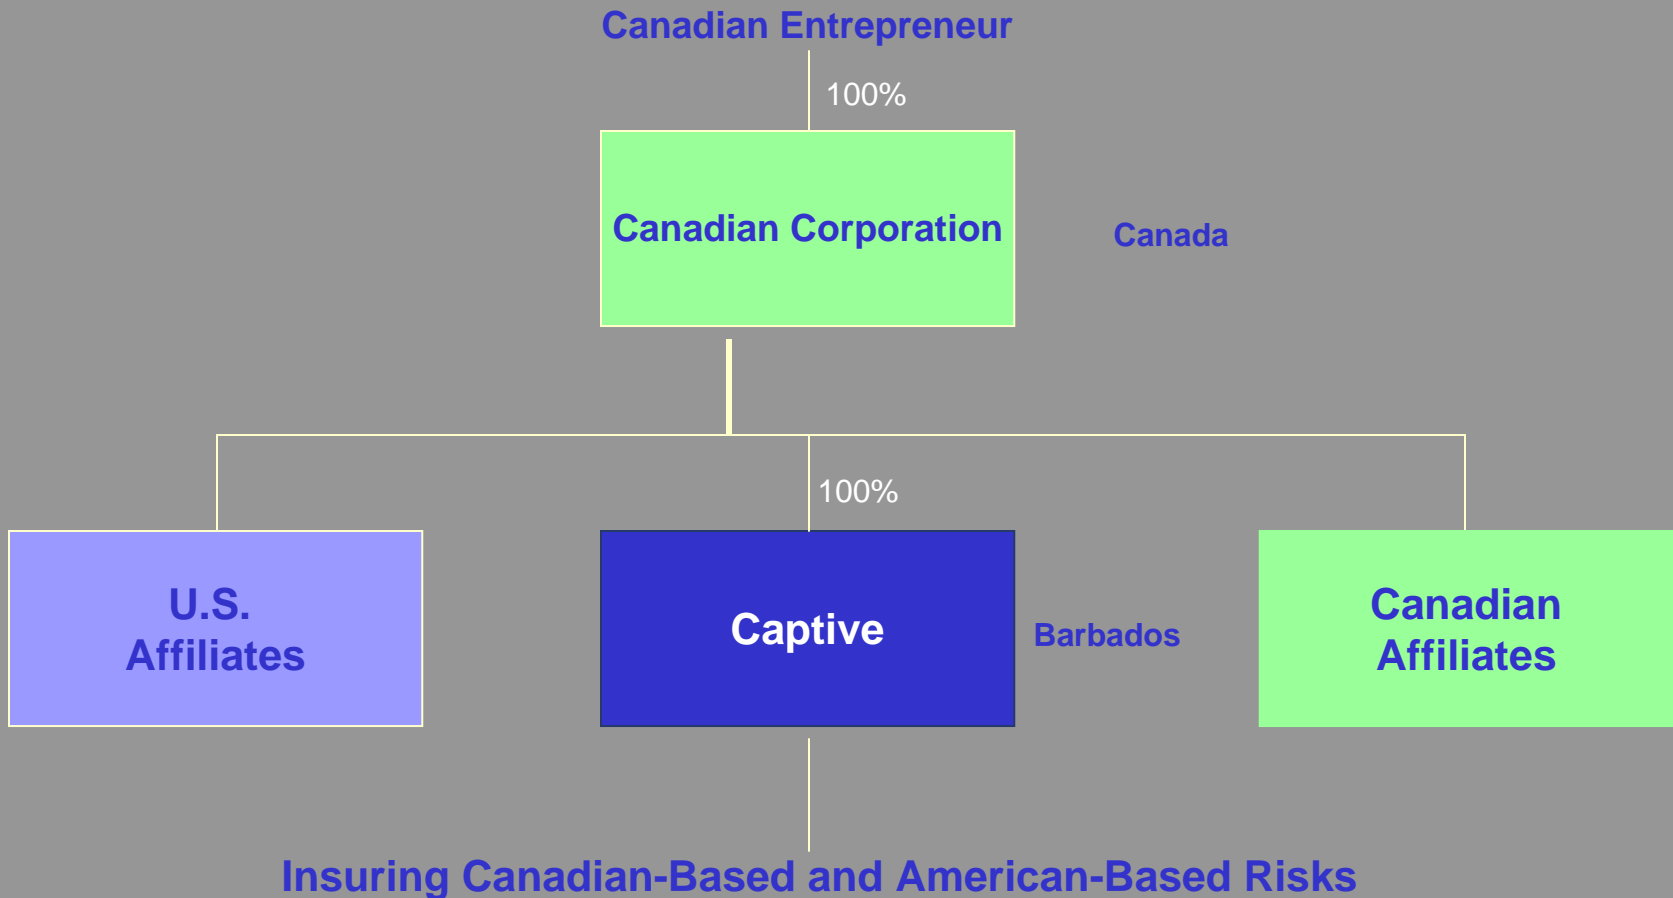 Canadian Entrepreneur
100%
Canadian Corporation
Canada
100%
U.S.
Affiliates
Captive
Barbados
Canadian
Affiliates
Insuring Canadian-Based and American-Based Risks